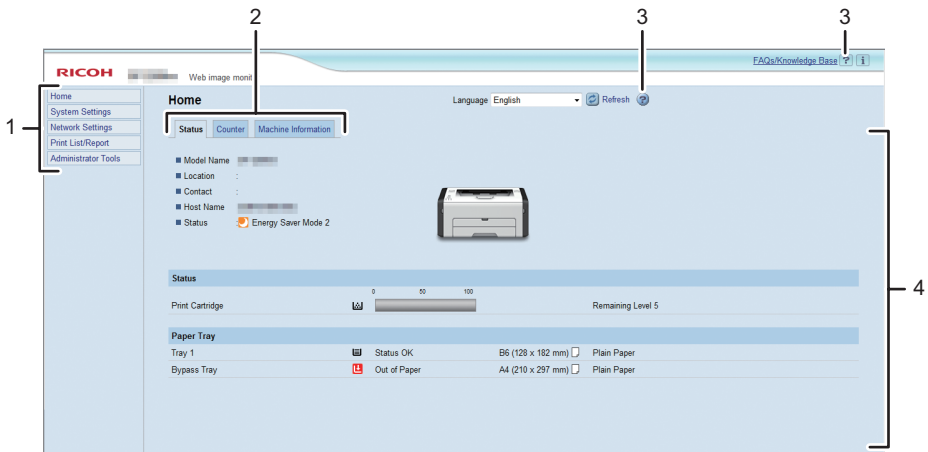 2 3 3
FAQs/Knowledge Base ? i
RICOH Web image monit
1
Home
System Settings
Network Settings
Print List/Report
Administrator Tools
Home Language English Refresh ?
Status Counter Machine Information
Model Name
Location :
Contact :
Host Name
Status : Energy Saver Mode 2
Status
0 50 100
Print Cartridge Remaining Level 5
4
Paper Tray
Tray 1 Status OK B6 (128 x 182 mm) Plain Paper
Bypass Tray Out of Paper A4 (210 x 297 mm) Plain Paper